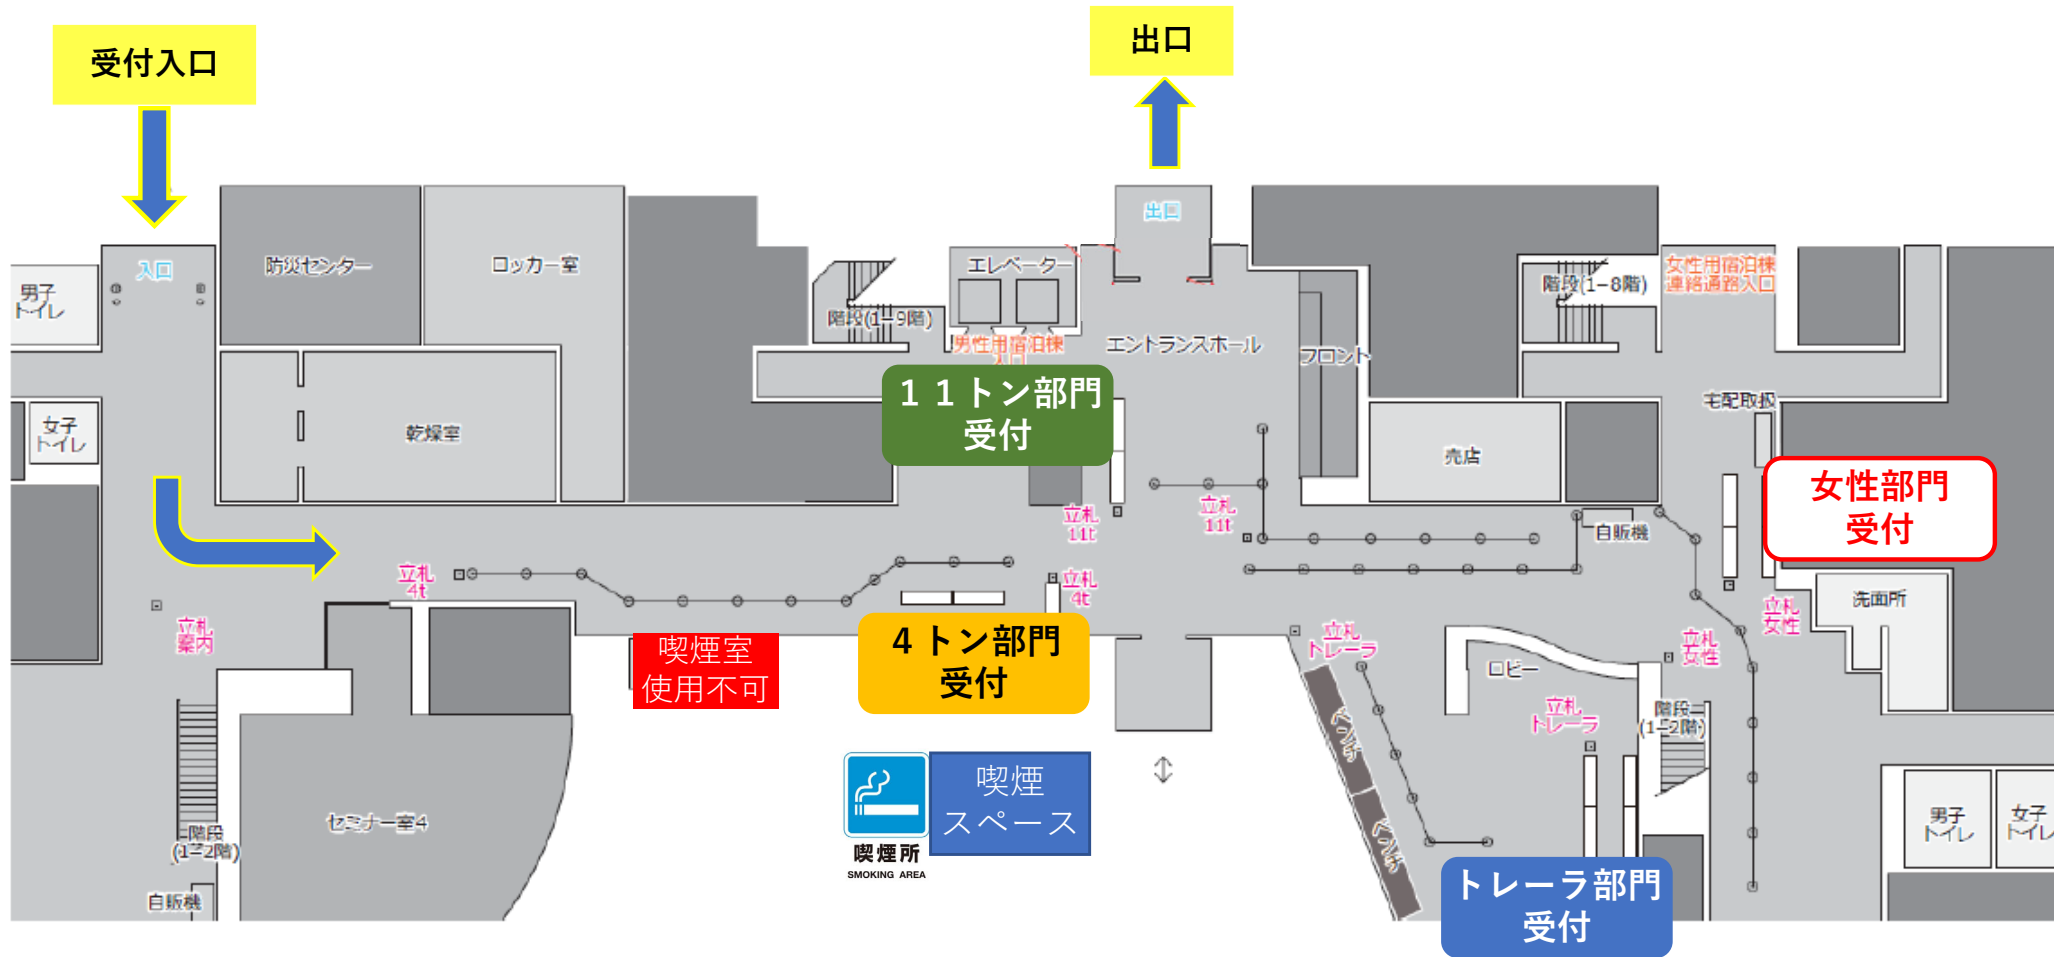 受付入口
出口
出口
入口
防災センター
ロッカー室
エレベーター
階段(1−9階)
男性用宿泊棟
入口
エントランスホール
フロント
階段(1−8階)
女性用宿泊棟
連絡通路入口
男子
トイレ
女子
トイレ
乾燥室
１１トン部門
受付
売店
宅配取扱
女性部門
受付
立札
11t
立札
11t
自販機
立札
4t
立札
4t
立札
案内
喫煙室
使用不可
４トン部門
受付
立札
トレーラ
ロビー
立札
トレーラ
立札
女性
立札
女性
洗面所
階段
(1−2階)
喫煙
スペース
喫煙所
SMOKING AREA
セミナー室4
階段
(1−2階)
自販機
男子
トイレ
女子
トイレ
トレーラ部門
受付